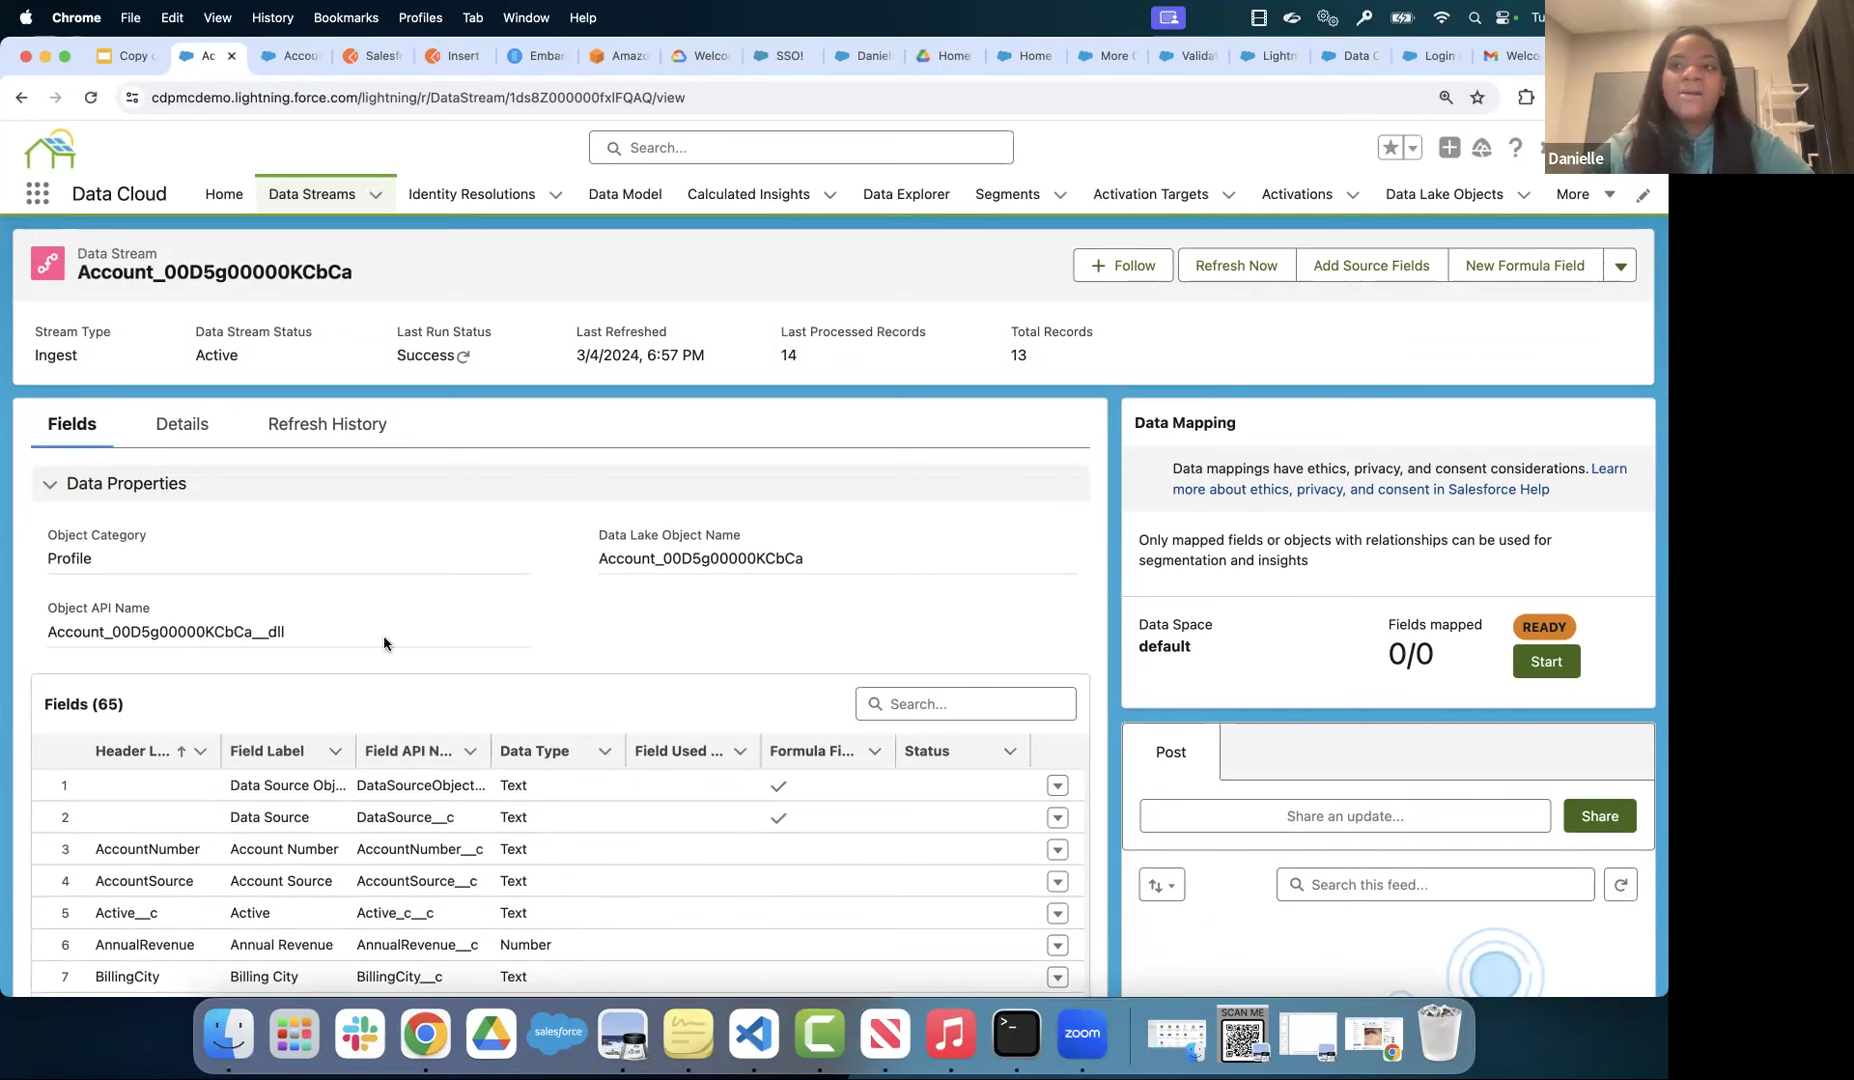 Chrome File Edit View History Bookmarks Profiles Tab Window Help
Copy Ac Accou Salesf Insert Emba Amazo Welco SSO! Daniel Home Home More C Valida Lightn Data C Login Welco
cdpmcdemo.lightning.force.com/lightning/r/DataStream/1ds8Z000000fxlFQAQ/view
Danielle
Search...
Data Cloud Home Data Streams Identity Resolutions Data Model Calculated Insights Data Explorer Segments Activation Targets Activations Data Lake Objects More
Data Stream
Account_00D5g00000KCbCa
Follow Refresh Now Add Source Fields New Formula Field
Stream Type Data Stream Status Last Run Status Last Refreshed Last Processed Records Total Records
Ingest Active Success 3/4/2024, 6:57 PM 14 13
Fields Details Refresh History
Data Properties
Object Category Data Lake Object Name
Profile Account_00D5g00000KCbCa
Object API Name
Account_00D5g00000KCbCa__dll
Fields (65) Search...
Header L... Field Label Field API N... Data Type Field Used ... Formula Fi... Status
1 Data Source Obj... DataSourceObject... Text
2 Data Source DataSource__c Text
3 AccountNumber Account Number AccountNumber__c Text
4 AccountSource Account Source AccountSource__c Text
5 Active__c Active Active_c__c Text
6 AnnualRevenue Annual Revenue AnnualRevenue__c Number
7 BillingCity Billing City BillingCity__c Text
Data Mapping
Data mappings have ethics, privacy, and consent considerations. Learn
more about ethics, privacy, and consent in Salesforce Help
Only mapped fields or objects with relationships can be used for
segmentation and insights
Data Space Fields mapped READY
default 0/0 Start
Post
Share an update... Share
Search this feed...
salesforce
zoom
SCAN ME